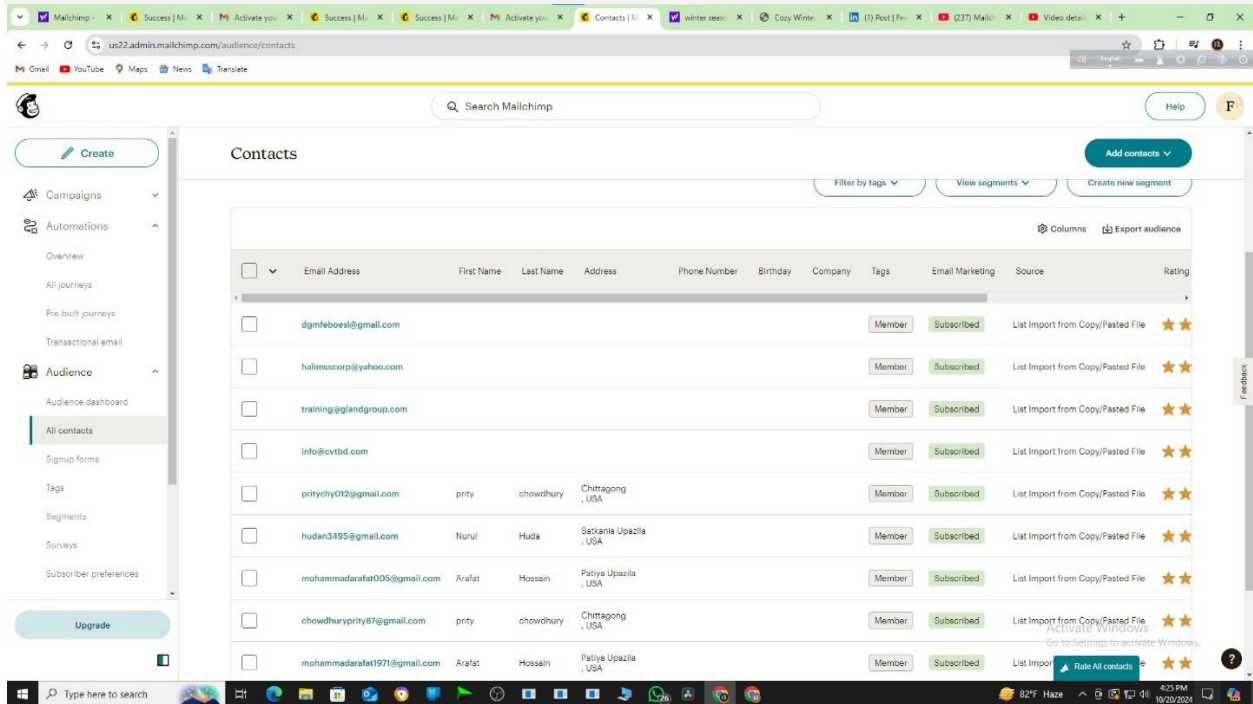 Mailchimp -
Success | Ma
Activate you
Success | Ma
Success | Ma
Activate you
Contacts | M
winter seaso
Cozy Winter
(1) Post | Fee
(237) Mailch
Video detail
us22.admin.mailchimp.com/audience/contacts
Gmail YouTube Maps News Translate
English
Search Mailchimp
Help
F
Create
Contacts
Add contacts
Campaigns
Filter by tags View segments Create new segment
Automations
Columns Export audience
Overview
All journeys
Pre-built journeys
Transactional email
Audience
Audience dashboard
All contacts
Signup forms
Tags
Segments
Surveys
Subscriber preferences
Upgrade
Email Address First Name Last Name Address Phone Number Birthday Company Tags Email Marketing Source Rating
dgmfeboesl@gmail.com Member Subscribed List Import from Copy/Pasted File
halimsscorp@yahoo.com Member Subscribed List Import from Copy/Pasted File
training@glandgroup.com Member Subscribed List Import from Copy/Pasted File
info@cvtbd.com Member Subscribed List Import from Copy/Pasted File
pritychy012@gmail.com prity chowdhury Chittagong Member Subscribed List Import from Copy/Pasted File
, USA
hudan3495@gmail.com Nurul Huda Satkania Upazila Member Subscribed List Import from Copy/Pasted File
, USA
mohammadarafat005@gmail.com Arafat Hossain Patiya Upazila Member Subscribed List Import from Copy/Pasted File
, USA
chowdhuryprity87@gmail.com prity chowdhury Chittagong Member Subscribed List Import from Copy/Pasted File
, USA
mohammadarafat1971@gmail.com Arafat Hossain Patiya Upazila Member Subscribed List Impor e
, USA
Feedback
Activate Windows
Go to Settings to activate Windows.
Rate All contacts
?
Type here to search
26
82°F Haze
4:25 PM
10/20/2024